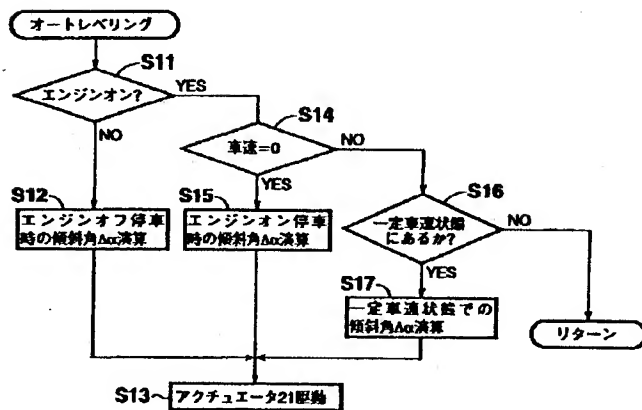 オートレベリング
S11
エンジンオン?
YES
NO
S14
車速=0
NO
YES
S12
エンジンオフ停車
時の傾斜角Δα演算
S15
エンジンオン停車
時の傾斜角Δα演算
S16
一定車速状態
にあるか?
NO
YES
S17
一定車速状態での
傾斜角Δα演算
リターン
S13
アクチュエータ21駆動